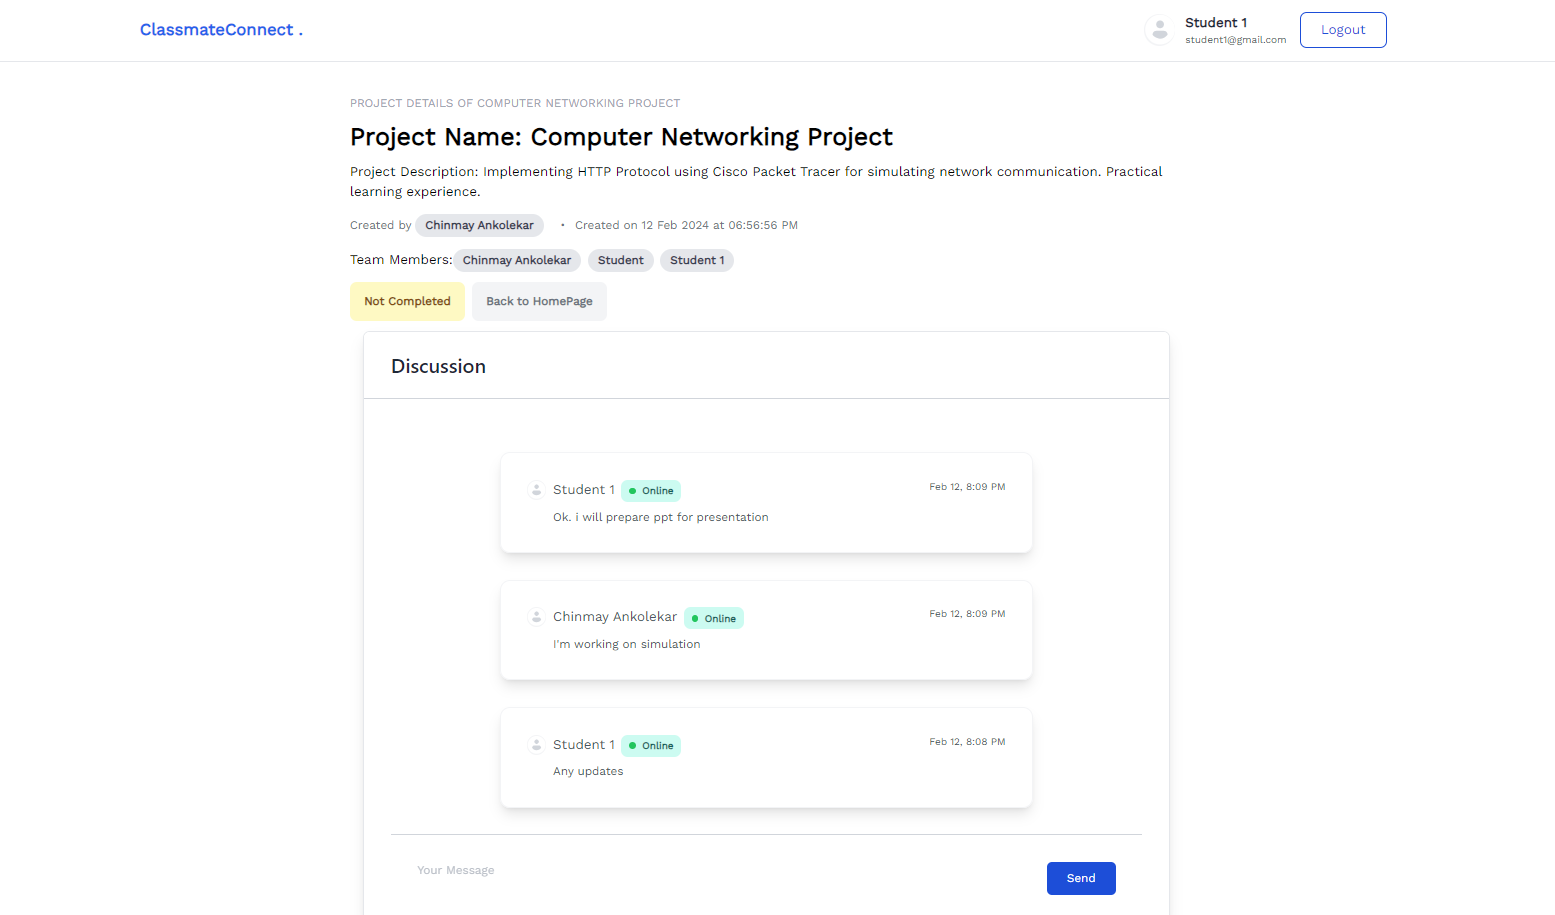 ClassmateConnect .
Student 1
student1@gmail.com
Logout
PROJECT DETAILS OF COMPUTER NETWORKING PROJECT
Project Name: Computer Networking Project
Project Description: Implementing HTTP Protocol using Cisco Packet Tracer for simulating network communication. Practical
learning experience.
Created by Chinmay Ankolekar • Created on 12 Feb 2024 at 06:56:56 PM
Team Members: Chinmay Ankolekar Student Student 1
Not Completed Back to HomePage
Discussion
Student 1 Online Feb 12, 8:09 PM
Ok. i will prepare ppt for presentation
Chinmay Ankolekar Online Feb 12, 8:09 PM
I'm working on simulation
Student 1 Online Feb 12, 8:08 PM
Any updates
Your Message Send